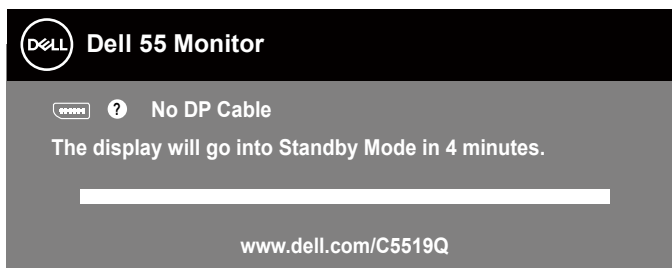 DELL Dell 55 Monitor
? No DP Cable
The display will go into Standby Mode in 4 minutes.
www.dell.com/C5519Q